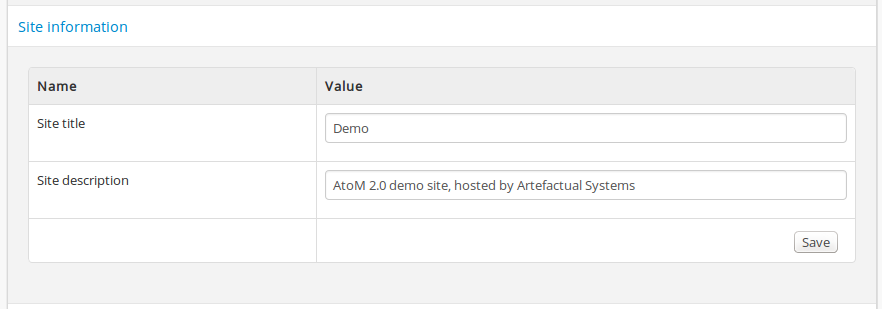 Site information
Name Value
Site title Demo
Site description AtoM 2.0 demo site, hosted by Artefactual Systems
Save